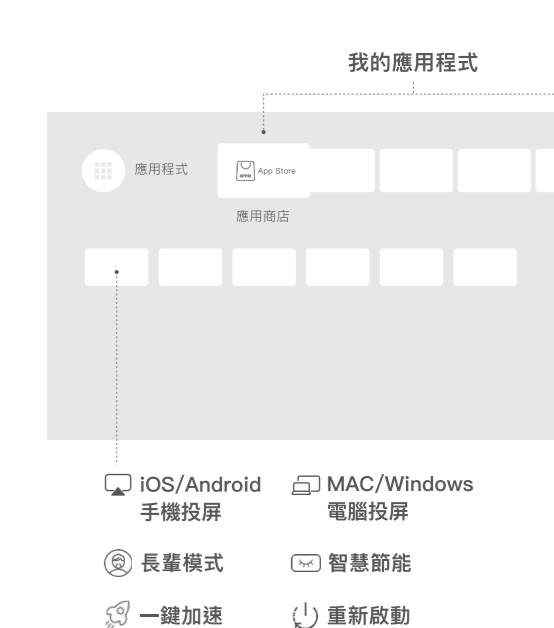 我的應用程式
應用程式
OVO
App Store
應用商店
iOS/Android
手機投屏
MAC/Windows
電腦投屏
長輩模式
智慧節能
一鍵加速
重新啟動